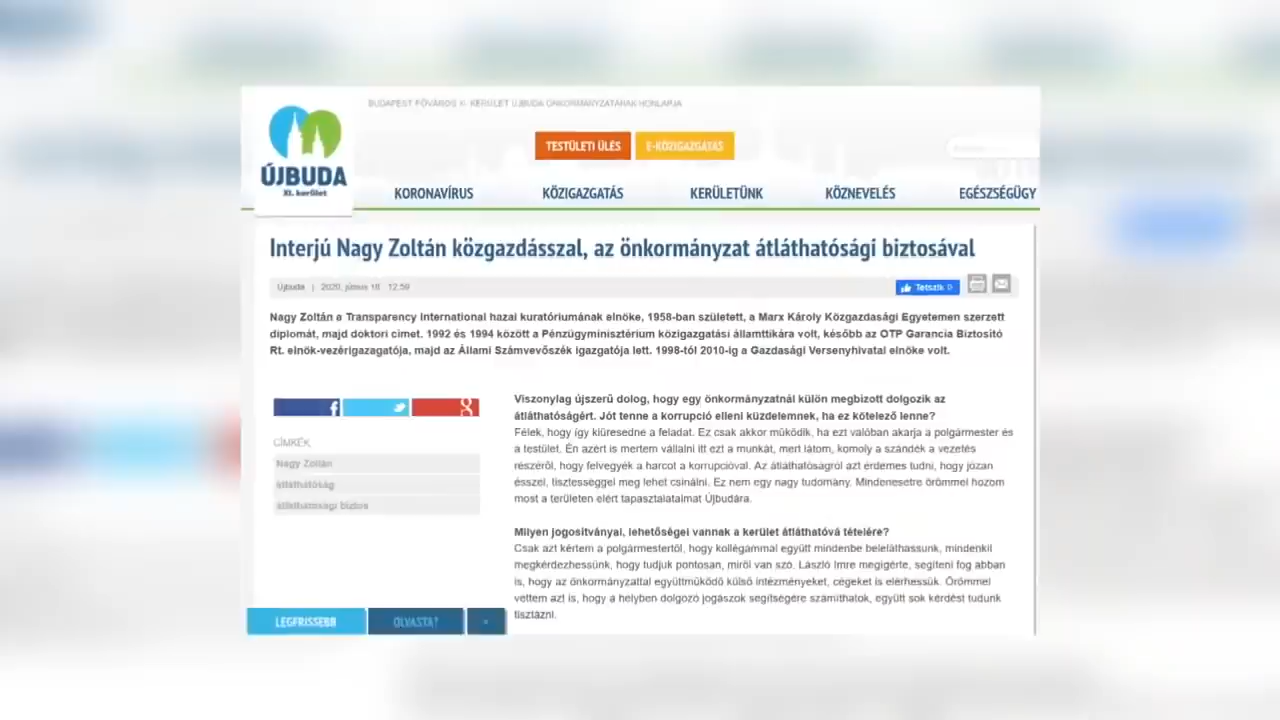 BUDAPEST FŐVÁROS XI. KERÜLET ÚJBUDA ÖNKORMÁNYZATÁNAK HONLAPJA
TESTÜLETI ÜLÉS
E-KÖZIGAZGATÁS
ÚJBUDA
XI. kerület
KORONAVÍRUS
KÖZIGAZGATÁS
KERÜLETÜNK
KÖZNEVELÉS
EGÉSZSÉGÜGY
Interjú Nagy Zoltán közgazdásszal, az önkormányzat átláthatósági biztosával
Újbuda | 2020. június 18. 12:59
Tetszik 0
Nagy Zoltán a Transparency International hazai kuratóriumának elnöke, 1958-ban született, a Marx Károly Közgazdasági Egyetemen szerzett
diplomát, majd doktori címet. 1992 és 1994 között a Pénzügyminisztérium közigazgatási államttikára volt, később az OTP Garancia Biztosító
Rt. elnök-vezérigazagatója, majd az Állami Számvevőszék igazgatója lett. 1998-tól 2010-ig a Gazdasági Versenyhivatal elnöke volt.
CÍMKÉK
Nagy Zoltán
átláthatóság
átláthatósági biztos
Viszonylag újszerű dolog, hogy egy önkormányzatnál külön megbízott dolgozik az
átláthatóságért. Jót tenne a korrupció elleni küzdelemnek, ha ez kötelező lenne?
Félek, hogy így kiüresedne a feladat. Ez csak akkor működik, ha ezt valóban akarja a polgármester és
a testület. Én azért is mertem vállalni itt ezt a munkát, mert látom, komoly a szándék a vezetés
részéről, hogy felvegyék a harcot a korrupcióval. Az átláthatóságról azt érdemes tudni, hogy józan
ésszel, tisztességgel meg lehet csinálni. Ez nem egy nagy tudomány. Mindenesetre örömmel hozom
most a területen elért tapasztalataimat Újbudára.
Milyen jogosítványai, lehetőségei vannak a kerület átláthatóvá tételére?
Csak azt kértem a polgármestertől, hogy kollégámmal együtt mindenbe beleláthassunk, mindenkit
megkérdezhessünk, hogy tudjuk pontosan, miről van szó. László Imre megígérte, segíteni fog abban
is, hogy az önkormányzattal együttműködő külső intézményeket, cégeket is elérhessük. Örömmel
vettem azt is, hogy a helyben dolgozó jogászok segítségére számíthatok, együtt sok kérdést tudunk
tisztázni.
LEGFRISSEBB
OLVASTA?